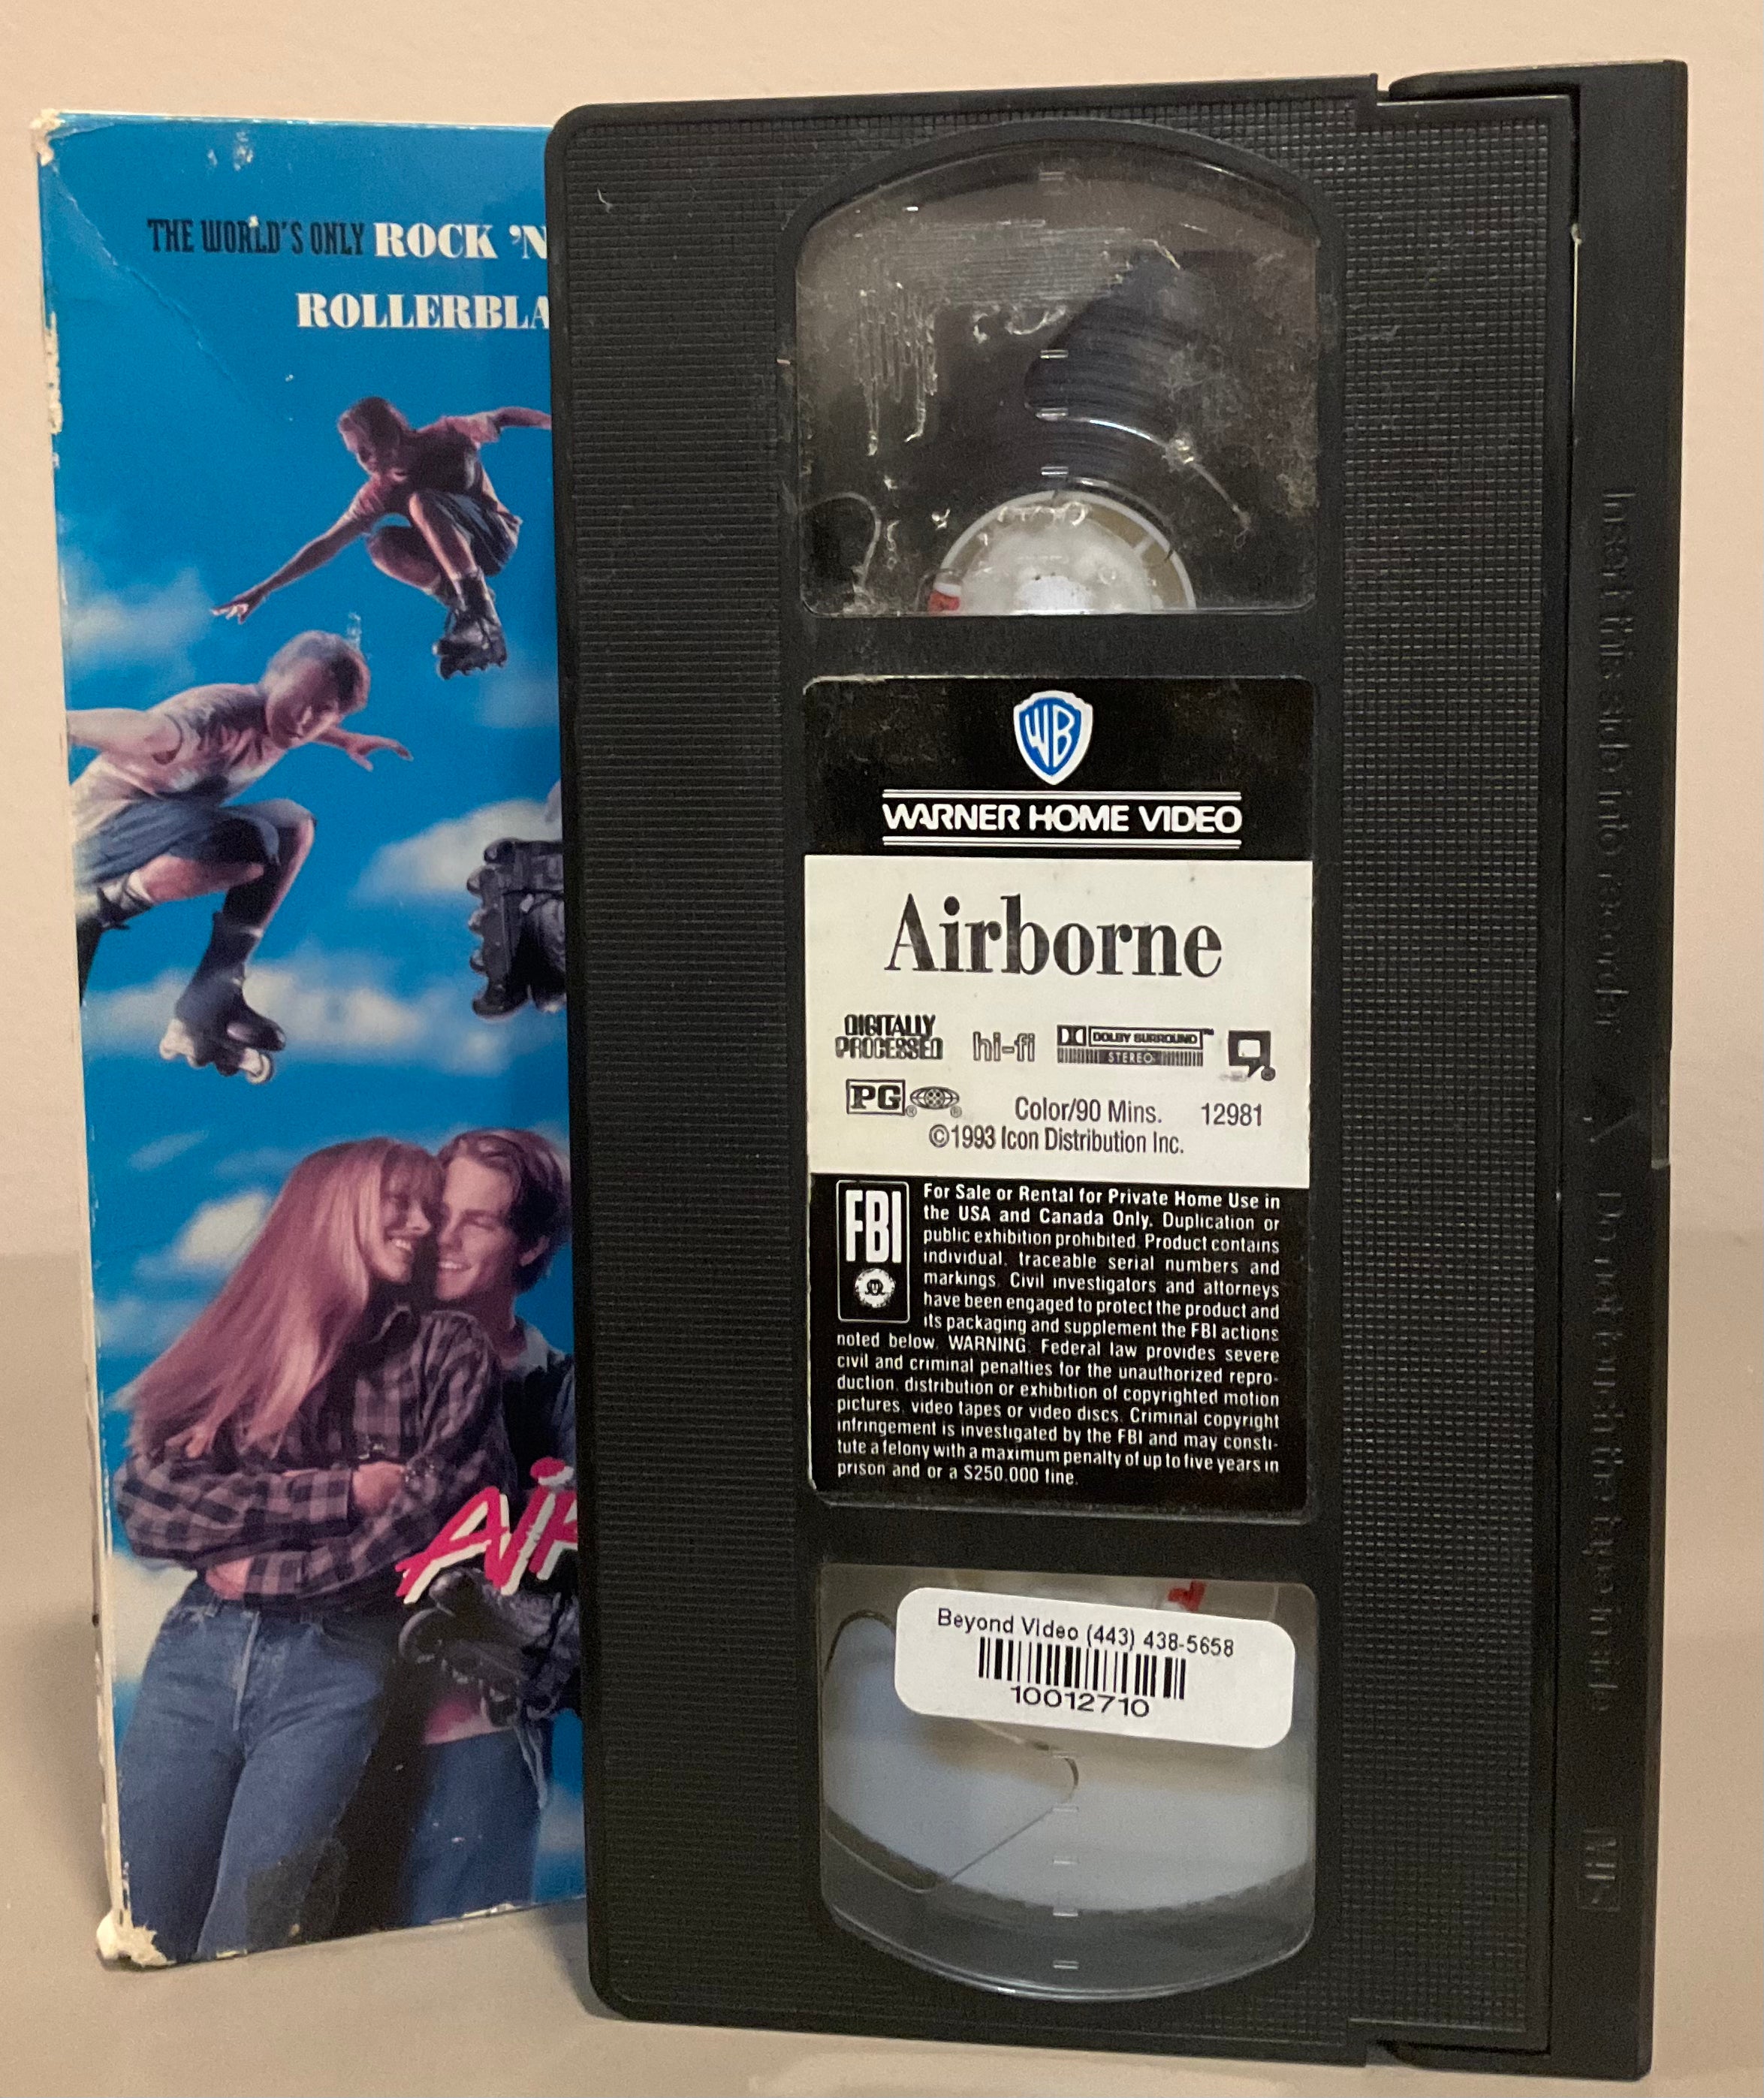 THE WORLD'S ONLY ROCK 'N
ROLLERBLA
AIR
WB
WARNER HOME VIDEO
Airborne
DIGITALLY
PROCESSED
hi-fi
DOLBY SURROUND™
STEREO
PG
Color/90 Mins. 12981
©1993 Icon Distribution Inc.
FBI
For Sale or Rental for Private Home Use in
the USA and Canada Only. Duplication or
public exhibition prohibited. Product contains
individual, traceable serial numbers and
markings. Civil investigators and attorneys
have been engaged to protect the product and
its packaging and supplement the FBI actions
noted below. WARNING: Federal law provides severe
civil and criminal penalties for the unauthorized repro-
duction, distribution or exhibition of copyrighted motion
pictures, video tapes or video discs. Criminal copyright
infringement is investigated by the FBI and may consti-
tute a felony with a maximum penalty of up to five years in
prison and or a $250,000 fine.
Beyond Video (443) 438-5658
10012710
Insert this side into recorder Do not touch the tape inside
VHS